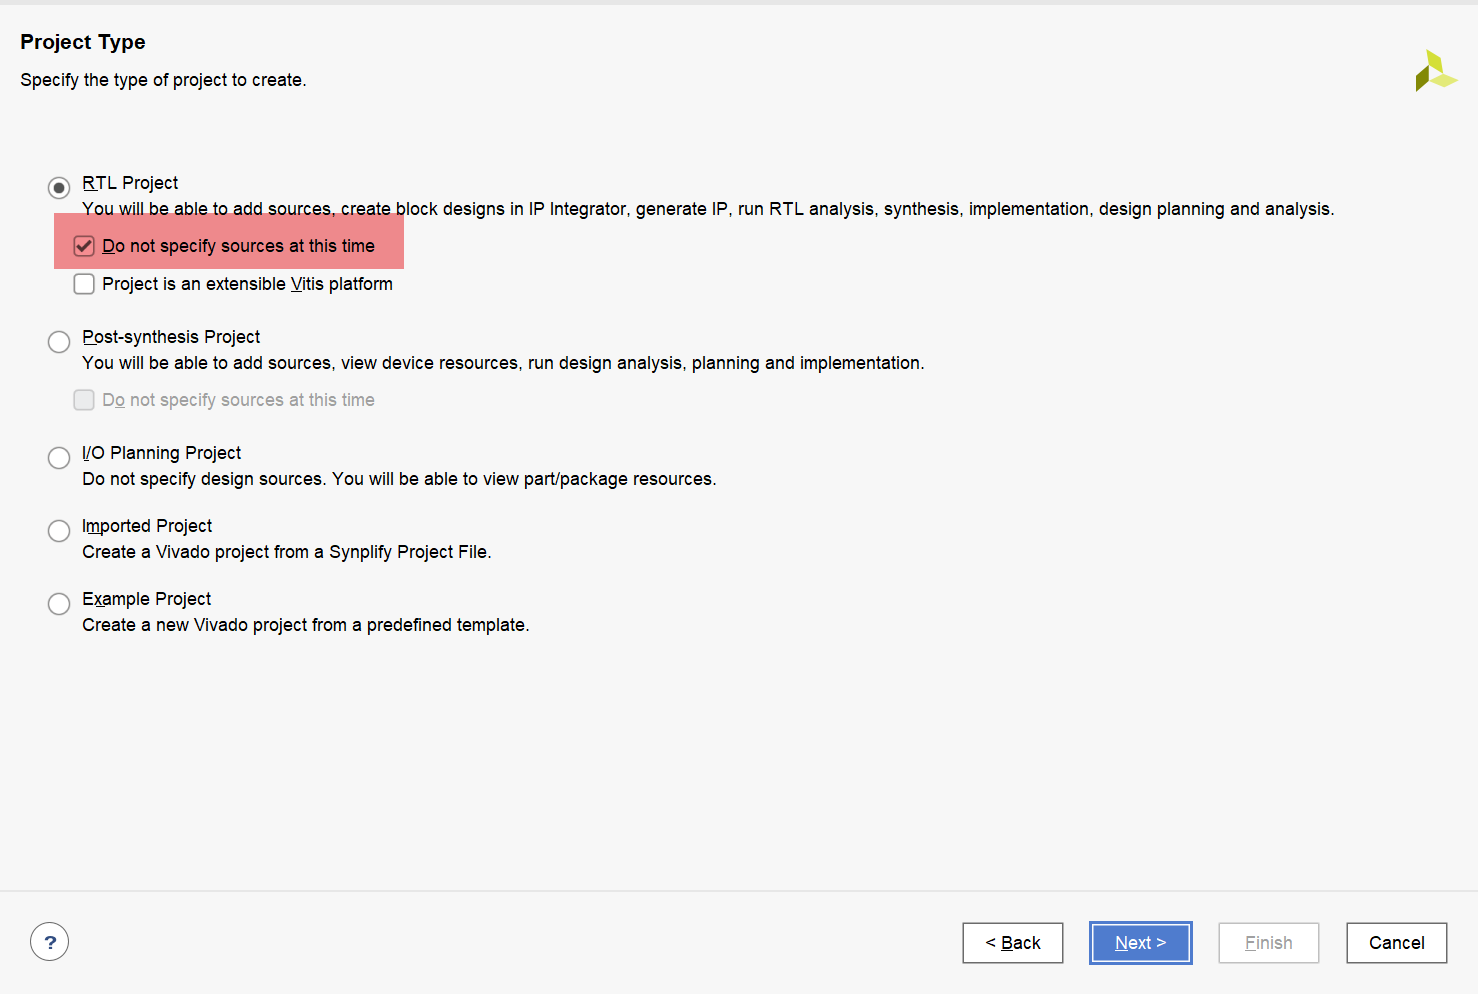 Project Type
Specify the type of project to create.
RTL Project
You will be able to add sources, create block designs in IP Integrator, generate IP, run RTL analysis, synthesis, implementation, design planning and analysis.
Do not specify sources at this time
Project is an extensible Vitis platform
Post-synthesis Project
You will be able to add sources, view device resources, run design analysis, planning and implementation.
Do not specify sources at this time
I/O Planning Project
Do not specify design sources. You will be able to view part/package resources.
Imported Project
Create a Vivado project from a Synplify Project File.
Example Project
Create a new Vivado project from a predefined template.
? < Back Next > Finish Cancel